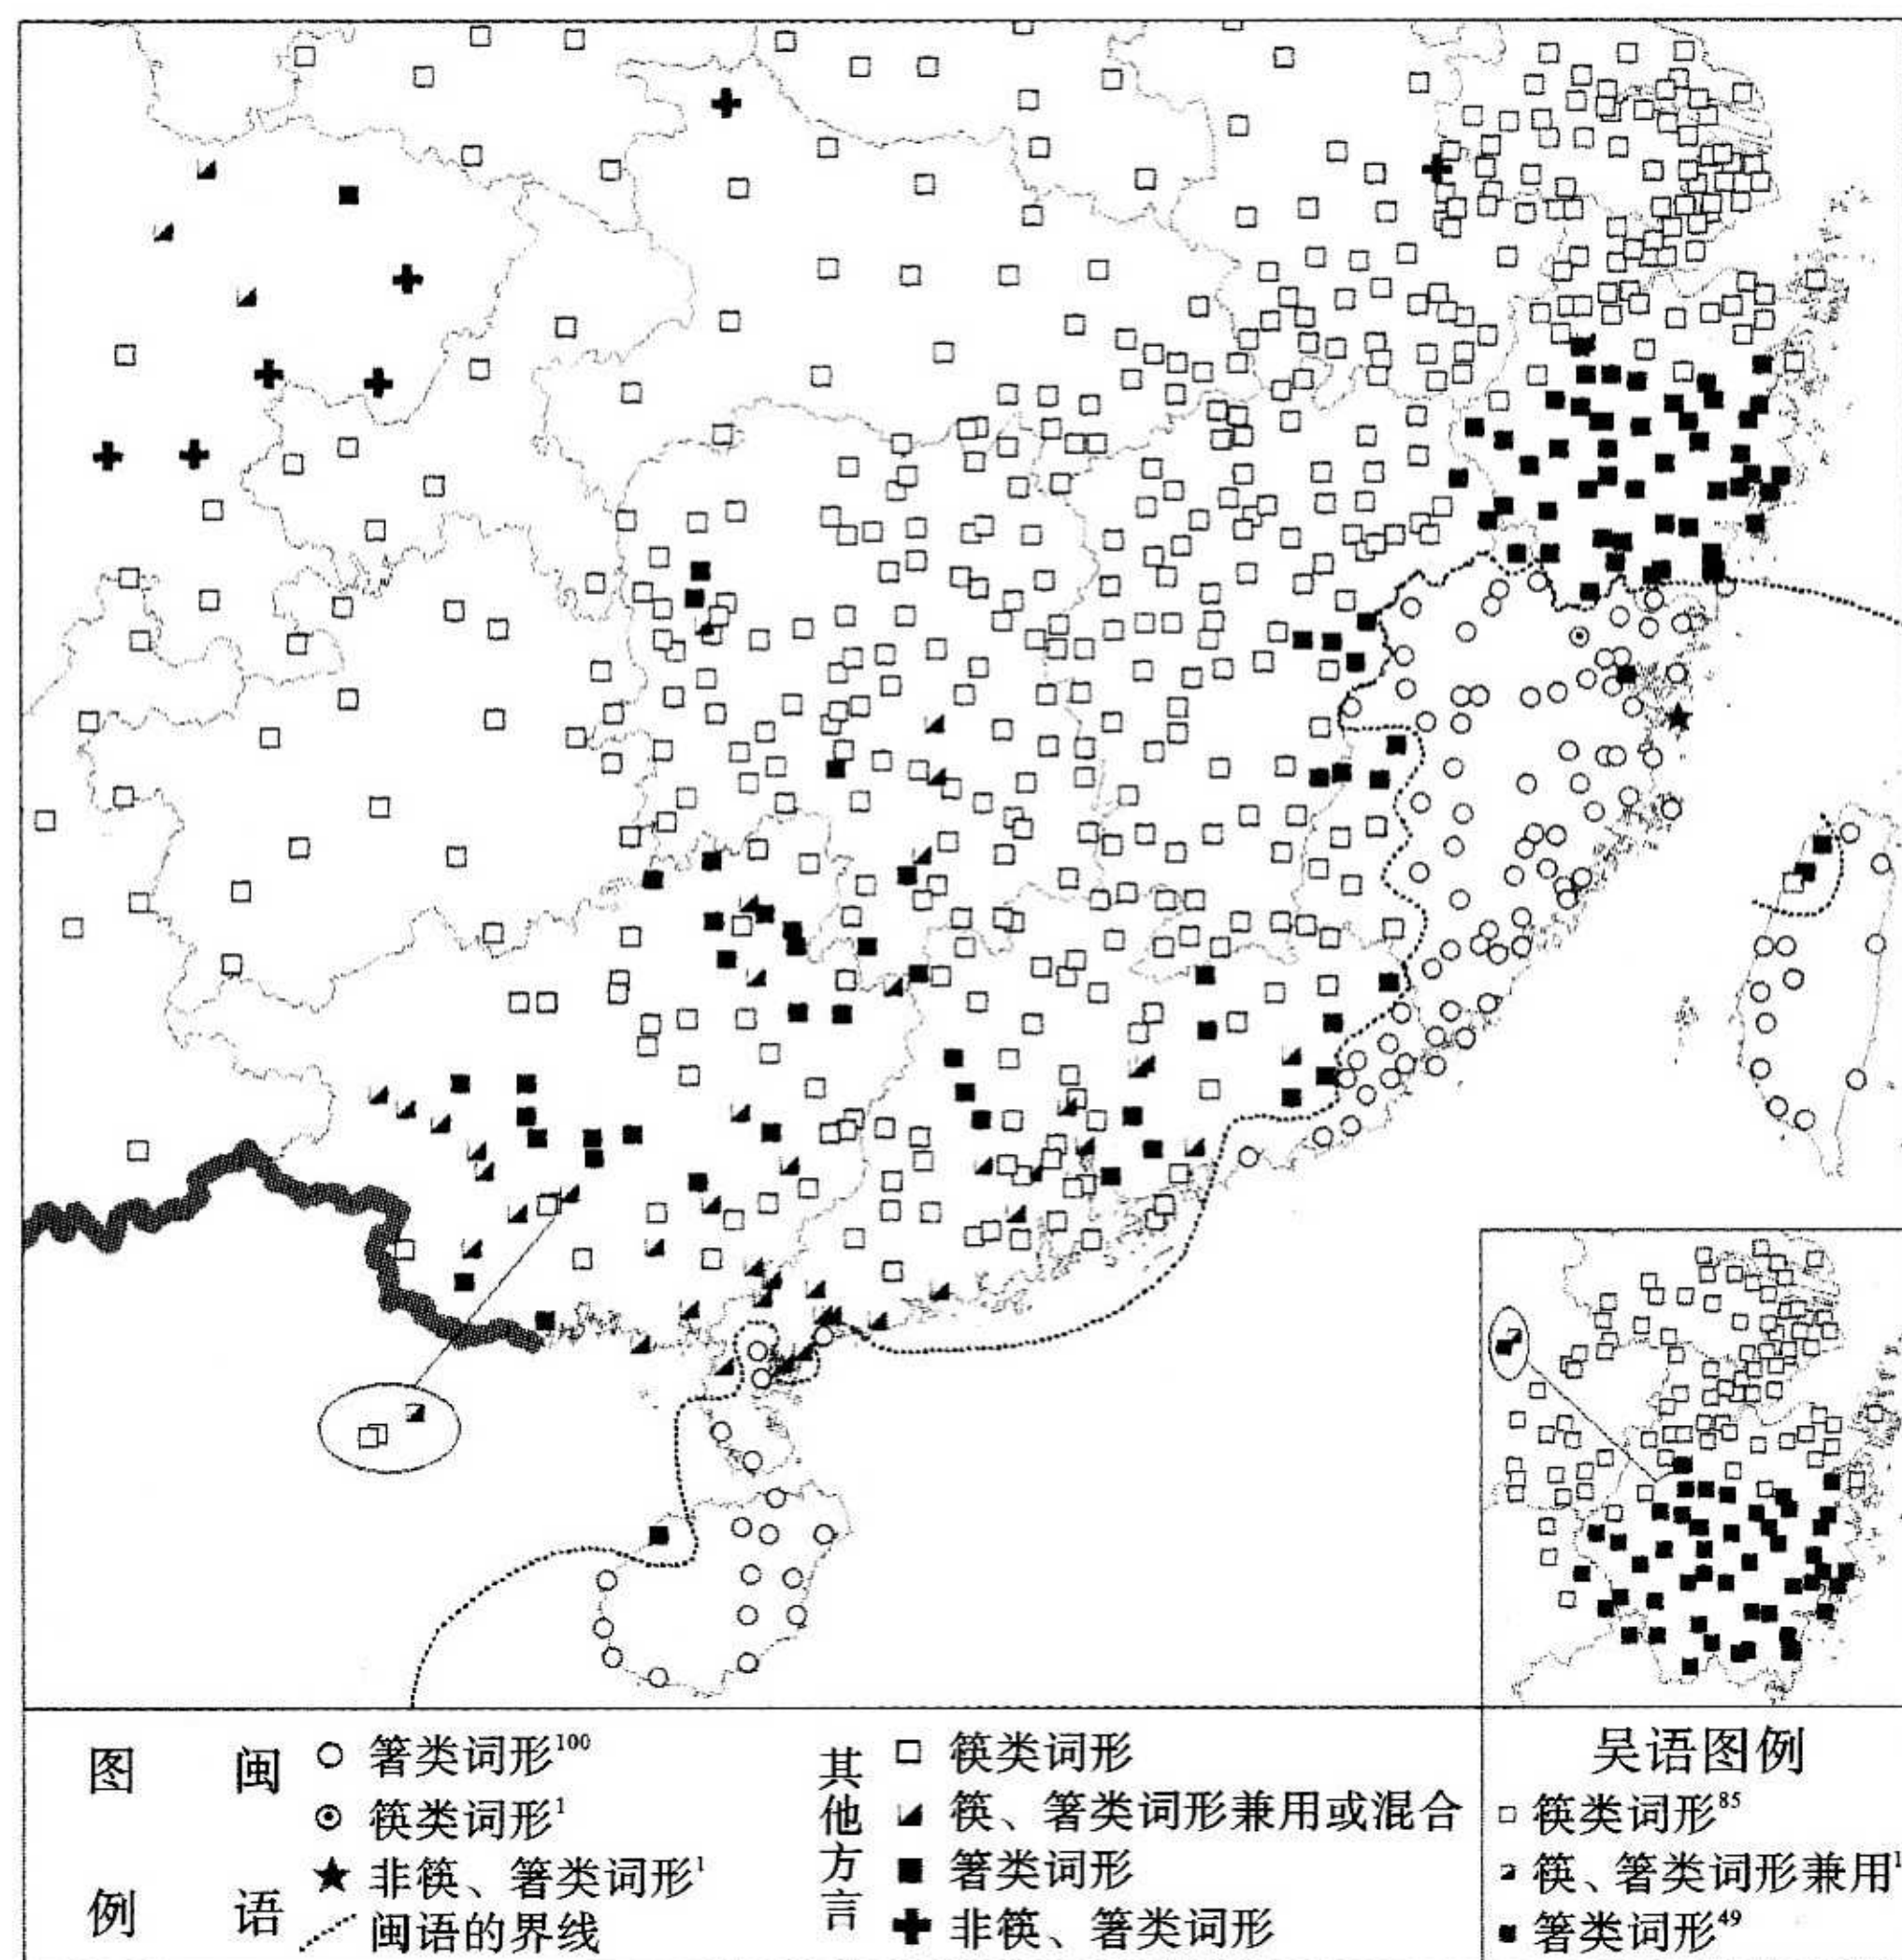 图例
闽语
箸类词形100
筷类词形1
非筷、箸类词形1
闽语的界线
其他方言
筷类词形
筷、箸类词形兼用或混合
箸类词形
非筷、箸类词形
吴语图例
筷类词形85
筷、箸类词形兼用1
箸类词形49